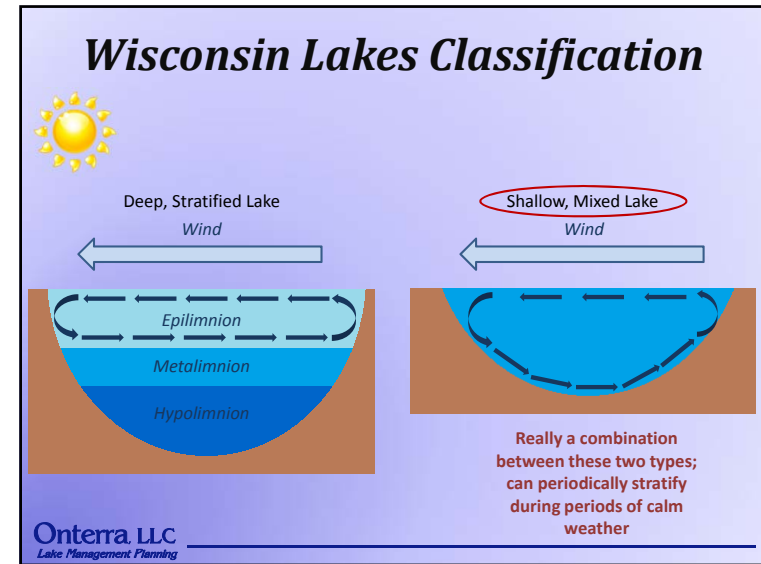 Wisconsin Lakes Classification
Deep, Stratified Lake
Wind
Epilimnion
Metalimnion
Hypolimnion
Shallow, Mixed Lake
Wind
Really a combination
between these two types;
can periodically stratify
during periods of calm
weather
Onterra, LLC
Lake Management Planning